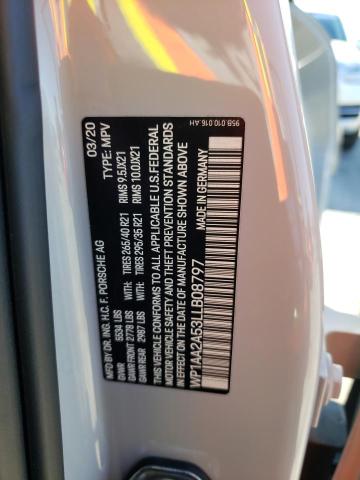 MFD BY DR. ING. H.C. F. PORSCHE AG 03/20
GVWR 5534 LBS TYPE: MPV
GAWR FRONT 2778 LBS WITH: TIRES 265/40 R21 RIMS 9.5JX21
GAWR REAR 2987 LBS WITH: TIRES 295/35 R21 RIMS 10.0JX21
THIS VEHICLE CONFORMS TO ALL APPLICABLE U.S.FEDERAL
MOTOR VEHICLE SAFETY AND THEFT PREVENTION STANDARDS
IN EFFECT ON THE DATE OF MANUFACTURE SHOWN ABOVE
WP1AA2A53LLB08797 MADE IN GERMANY
95B.010.016.AH